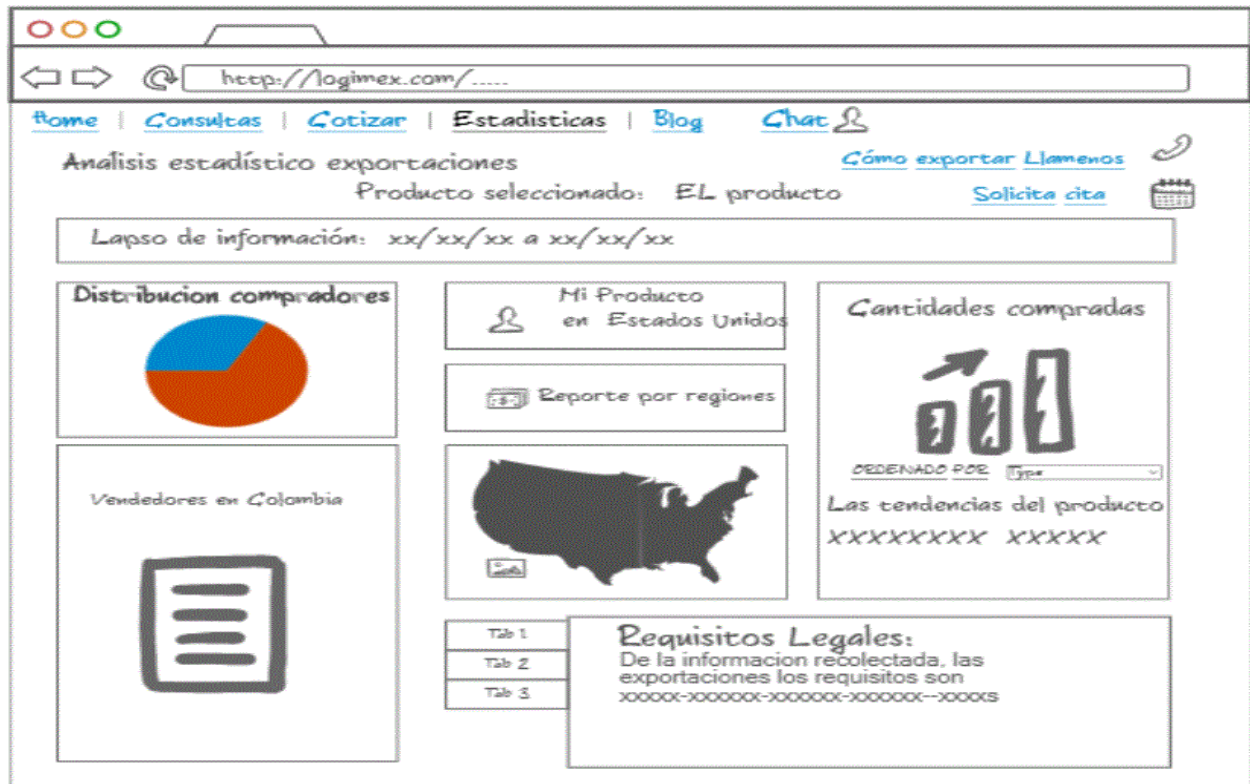 http://logimex.com/.....
Home | Consultas | Cotizar | Estadisticas | Blog Chat
Análisis estadístico exportaciones
Cómo exportar Llamenos
Producto seleccionado: EL producto
Solicita cita
Lapso de información: xx/xx/xx a xx/xx/xx
Distribucion compradores
Mi Producto
en Estados Unidos
Reporte por regiones
Cantidades compradas
ORDENADO POR Type
Las tendencias del producto
xxxxxxxx xxxxx
Vendedores en Colombia
Tab 1
Tab 2
Tab 3
Requisitos Legales:
De la informacion recolectada, las
exportaciones los requisitos son
xxxxx-xxxxxx-xxxxxx-xxxxxx--xxxxs